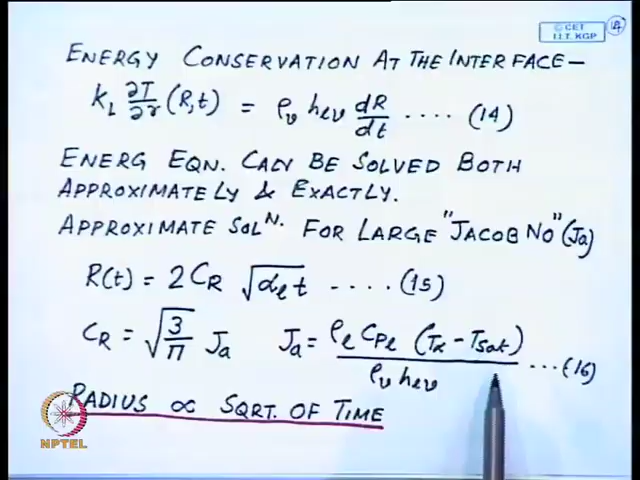 © CET
I.I.T. KGP
ENERGY CONSERVATION AT THE INTERFACE—
k_l ∂T/∂r (R,t) = ρ_v h_ev dR/dt .... (14)
ENERG EQN. CAN BE SOLVED BOTH
APPROXIMATELY & EXACTLY.
APPROXIMATE SOL^N. FOR LARGE "JACOB NO" (Ja)
R(t) = 2 C_R √(α_l t) ..... (15)
C_R = √(3/π) Ja   Ja = ρ_l C_Pl (T_∞ - T_sat) / ρ_v h_ev ... (16)
RADIUS ∝ SQRT. OF TIME
NPTEL